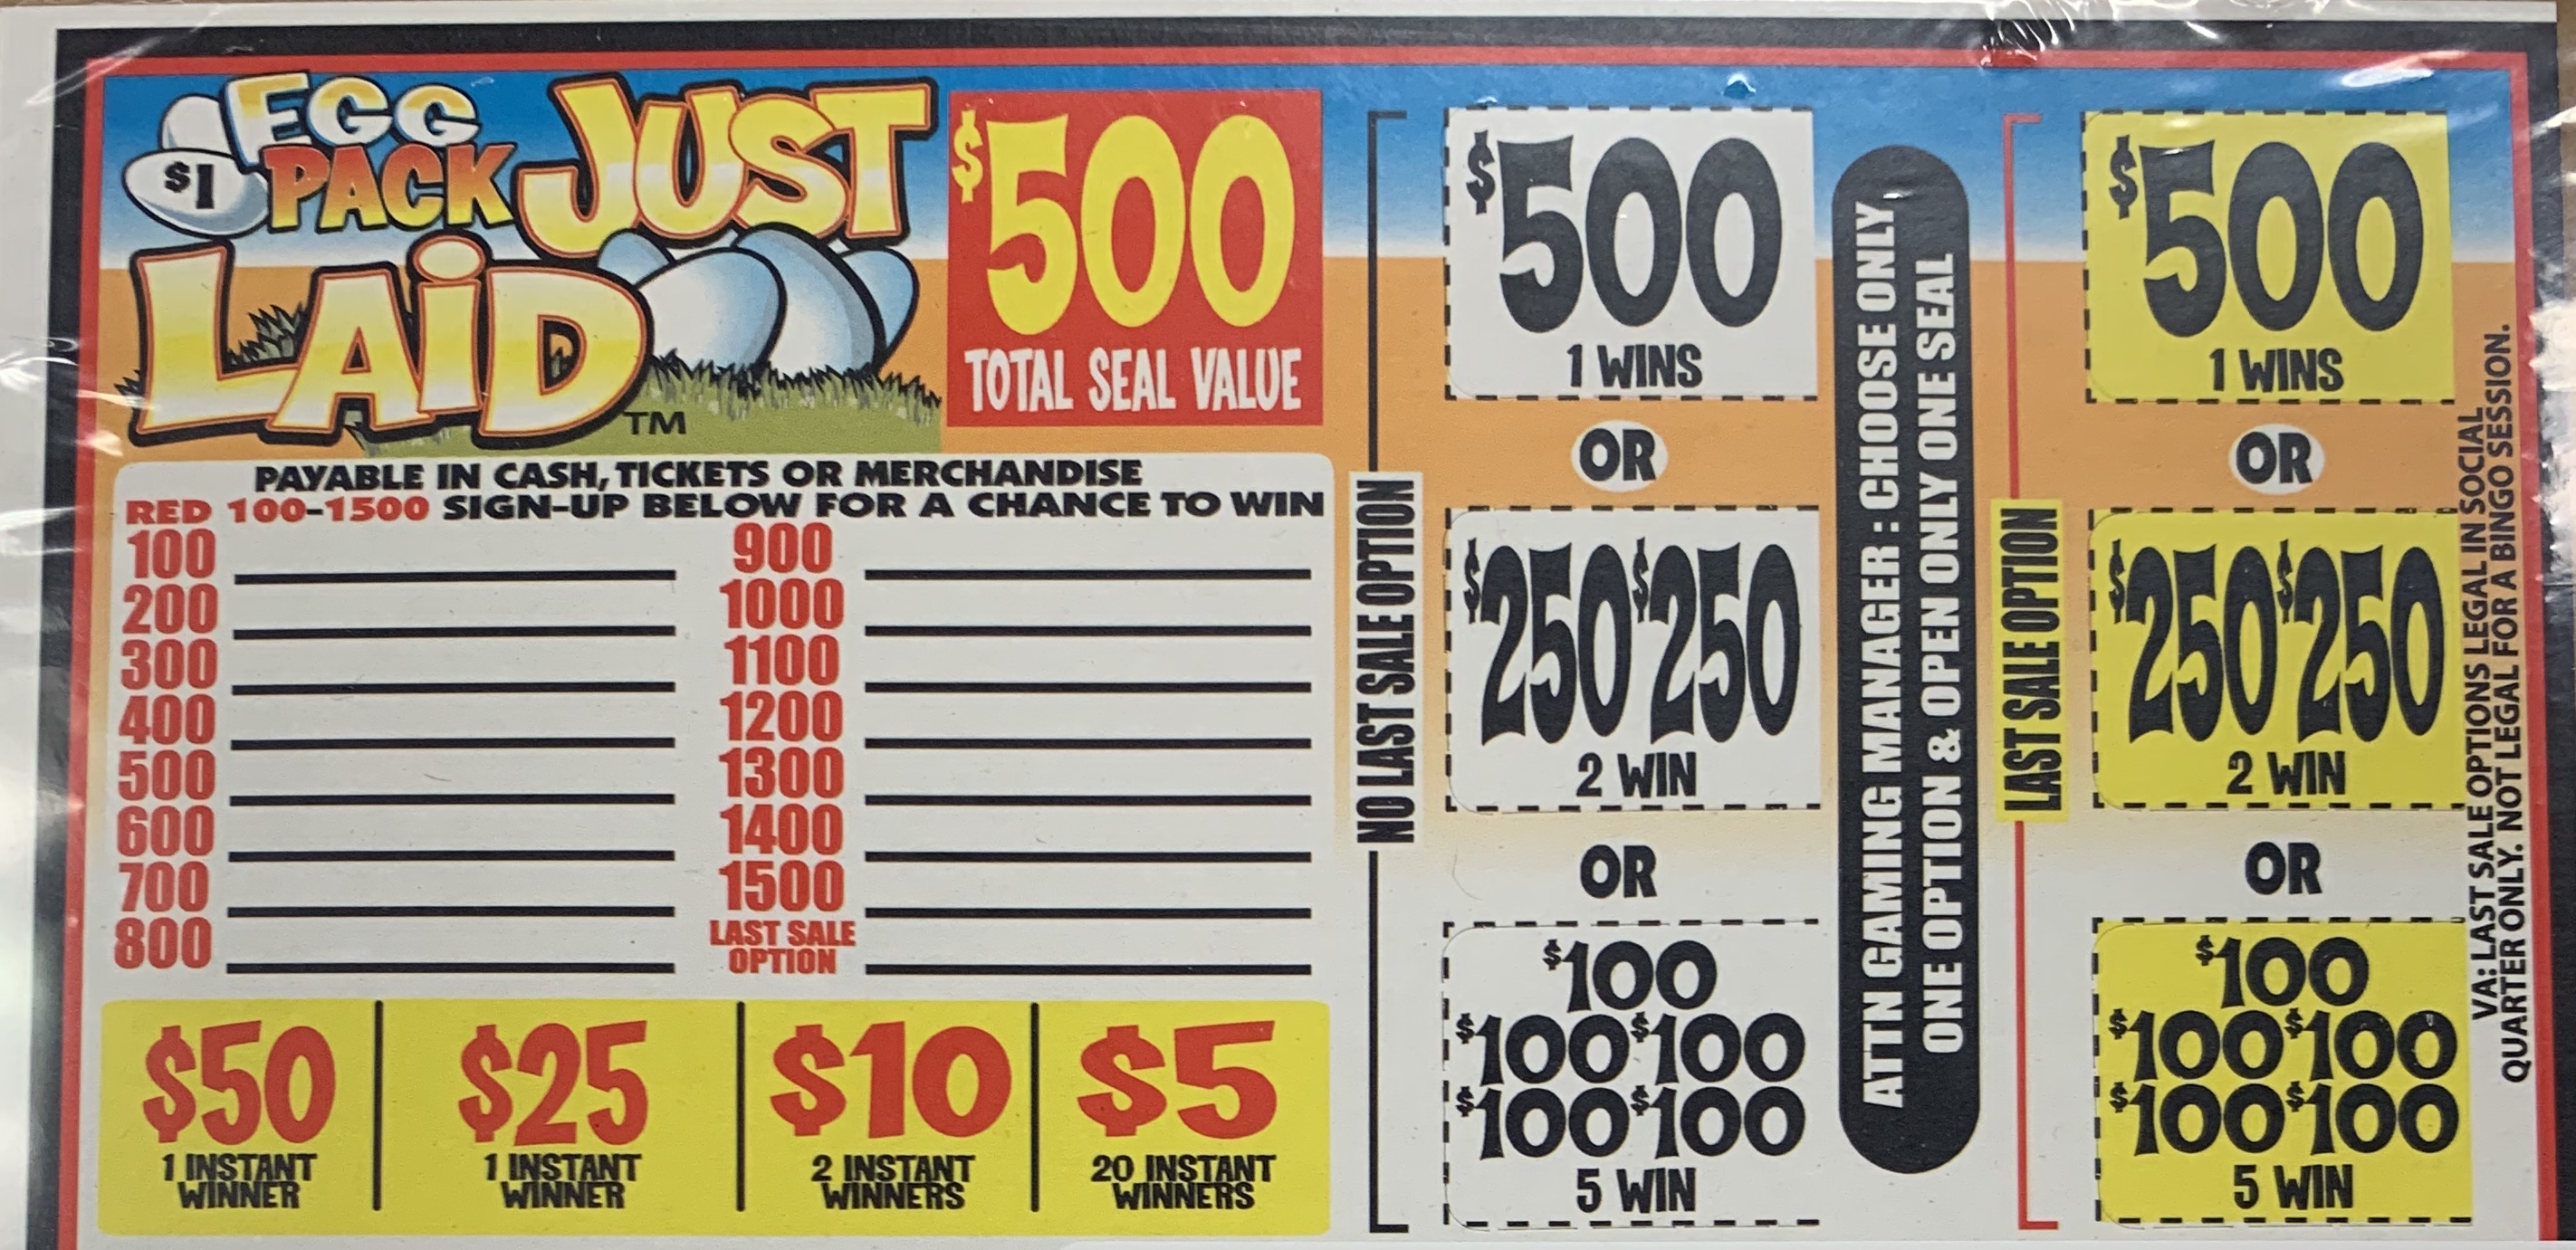 EGG
$1 PACK JUST
LAID TM
$500
TOTAL SEAL VALUE
PAYABLE IN CASH, TICKETS OR MERCHANDISE
RED 100-1500 SIGN-UP BELOW FOR A CHANCE TO WIN
100
200
300
400
500
600
700
800
900
1000
1100
1200
1300
1400
1500
LAST SALE
OPTION
$50
1 INSTANT
WINNER
$25
1 INSTANT
WINNER
$10
2 INSTANT
WINNERS
$5
20 INSTANT
WINNERS
NO LAST SALE OPTION
$500
1 WINS
OR
$250 $250
2 WIN
OR
$100
$100 $100
$100 $100
5 WIN
ATTN GAMING MANAGER : CHOOSE ONLY
ONE OPTION & OPEN ONLY ONE SEAL
LAST SALE OPTION
$500
1 WINS
OR
$250 $250
2 WIN
OR
$100
$100 $100
$100 $100
5 WIN
VA: LAST SALE OPTIONS LEGAL IN SOCIAL
QUARTER ONLY. NOT LEGAL FOR A BINGO SESSION.